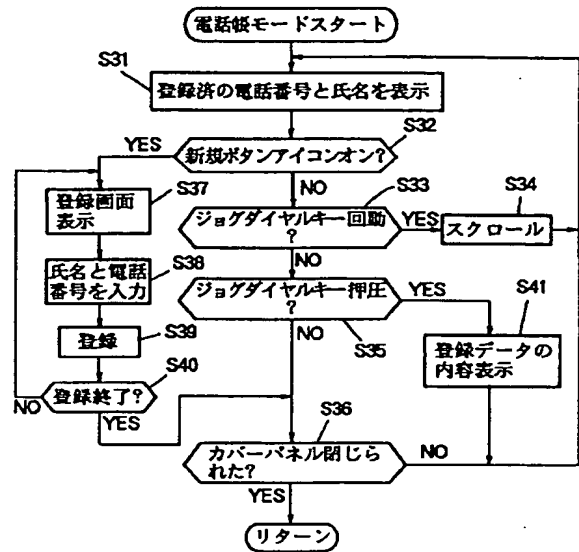 電話帳モードスタート
S31
登録済の電話番号と氏名を表示
S32
YES
新規ボタンアイコンオン?
NO
S37
登録画面
表示
S33
ジョグダイヤルキー回動
?
YES
S34
スクロール
NO
S38
氏名と電話
番号を入力
ジョグダイヤルキー押圧
?
YES
S35
NO
S41
登録データの
内容表示
S39
登録
S40
登録終了?
NO
YES
S36
カバーパネル閉じら
れた?
NO
YES
リターン